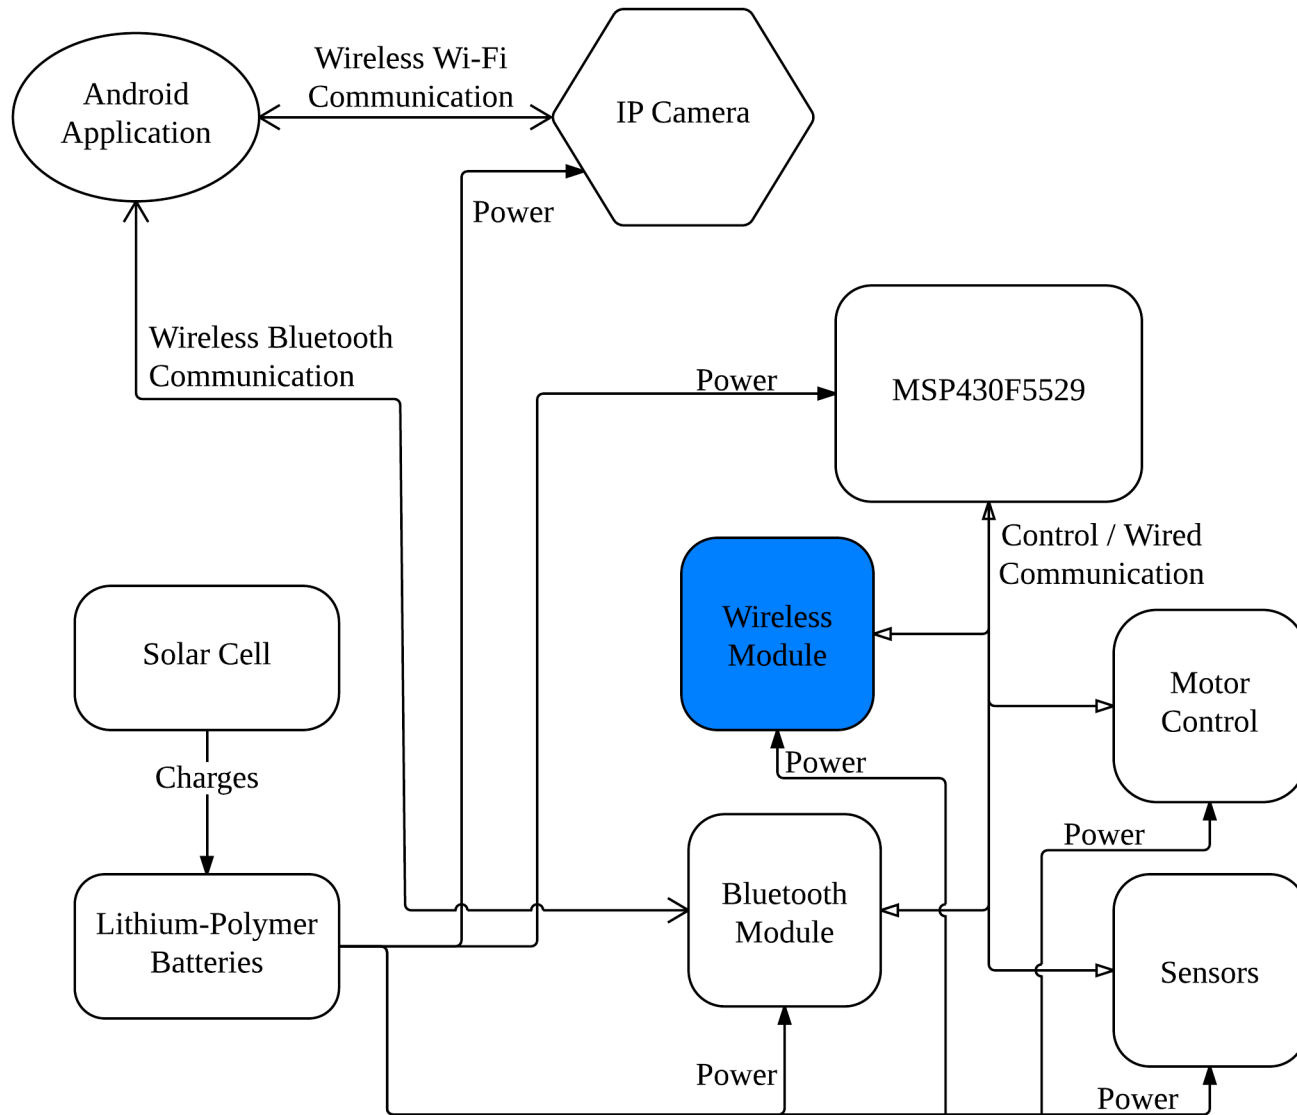 Android
Application
Wireless Wi-Fi
Communication
IP Camera
Power
Wireless Bluetooth
Communication
Power
MSP430F5529
Control / Wired
Communication
Wireless
Module
Solar Cell
Motor
Control
Power
Charges
Power
Lithium-Polymer
Batteries
Bluetooth
Module
Sensors
Power
Power